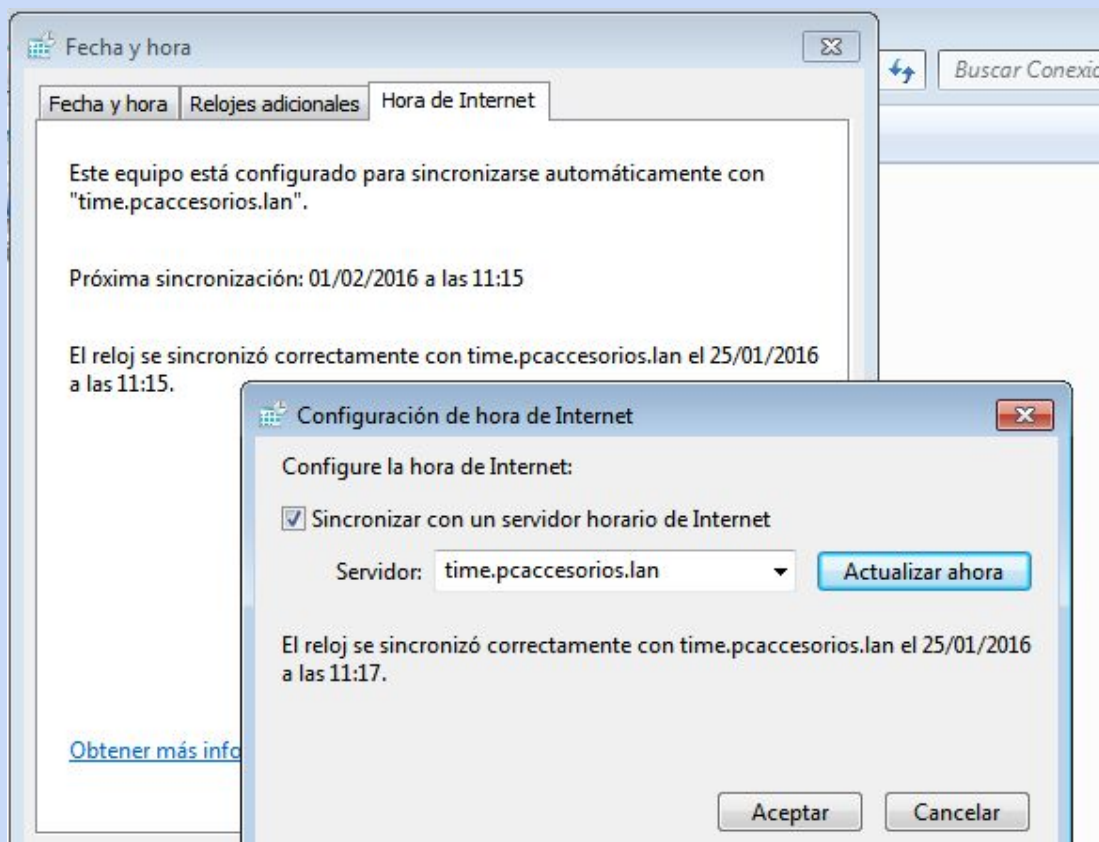 Fecha y hora
Buscar Conexio
Fecha y hora
Relojes adicionales
Hora de Internet
Este equipo está configurado para sincronizarse automáticamente con
"time.pcaccesorios.lan".
Próxima sincronización: 01/02/2016 a las 11:15
El reloj se sincronizó correctamente con time.pcaccesorios.lan el 25/01/2016
a las 11:15.
Configuración de hora de Internet
Configure la hora de Internet:
Sincronizar con un servidor horario de Internet
Servidor: time.pcaccesorios.lan
Actualizar ahora
El reloj se sincronizó correctamente con time.pcaccesorios.lan el 25/01/2016
a las 11:17.
Obtener más info
Aceptar
Cancelar